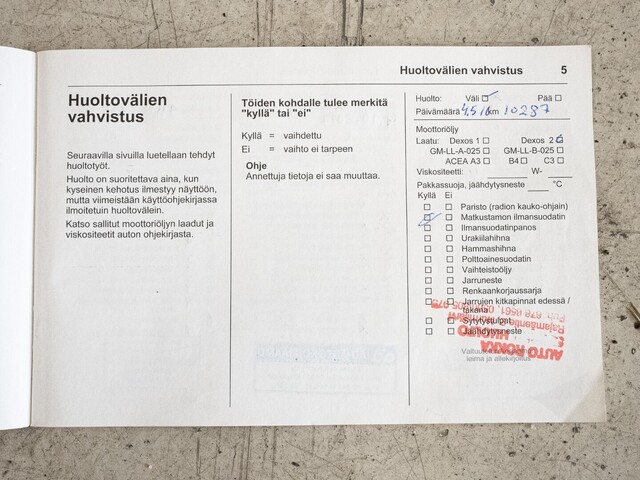 Huoltovälien vahvistus 5
Huoltovälien
vahvistus
Seuraavilla sivuilla luetellaan tehdyt
huoltotyöt.
Huolto on suoritettava aina, kun
kyseinen kehotus ilmestyy näyttöön,
mutta viimeistään käyttöohjekirjassa
ilmoitetuin huoltovälein.
Katso sallitut moottoriöljyn laadut ja
viskositeetit auton ohjekirjasta.
Töiden kohdalle tulee merkitä
"kyllä" tai "ei"
Kyllä = vaihdettu
Ei = vaihto ei tarpeen
Ohje
Annettuja tietoja ei saa muuttaa.
Huolto: Väli Pää
Päivämäärä 4.5.16 km 10287
Moottoriöljy
Laatu: Dexos 1 Dexos 2
GM-LL-A-025 GM-LL-B-025
ACEA A3 B4 C3
Viskositeetti: W-
Pakkassuoja, jäähdytysneste °C
Kyllä Ei
Paristo (radion kauko-ohjain)
Matkustamon ilmansuodatin
Ilmansuodatinpanos
Urakiilahihna
Hammashihna
Polttoainesuodatin
Vaihteistoöljy
Jarruneste
Renkaankorjaussarja
Jarrujen kitkapinnat edessä /
takana
Sytytystulpat
Jäähdytysneste
leima ja allekirjoitus
AUTO ROKKA
HUOLTO